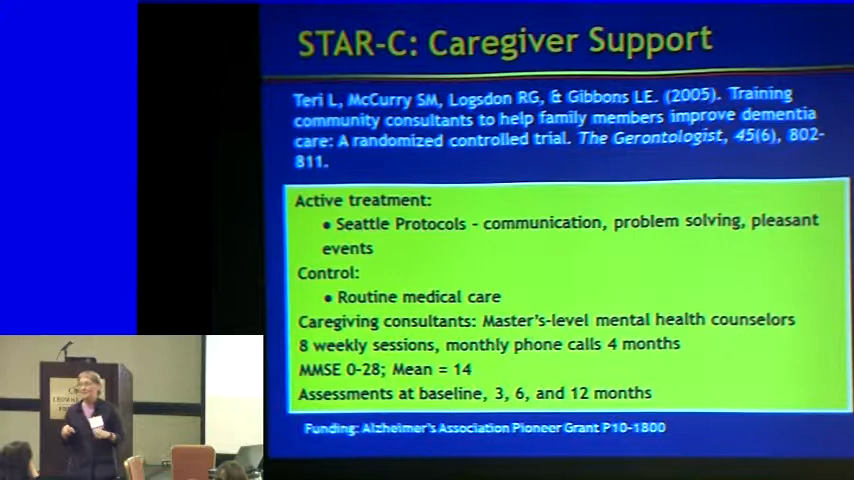 STAR-C: Caregiver Support
Teri L, McCurry SM, Logsdon RG, & Gibbons LE. (2005). Training
community consultants to help family members improve dementia
care: A randomized controlled trial. The Gerontologist, 45(6), 802-
811.
Active treatment:
• Seattle Protocols - communication, problem solving, pleasant
events
Control:
• Routine medical care
Caregiving consultants: Master's-level mental health counselors
8 weekly sessions, monthly phone calls 4 months
MMSE 0-28; Mean = 14
Assessments at baseline, 3, 6, and 12 months
Funding: Alzheimer's Association Pioneer Grant P10-1800